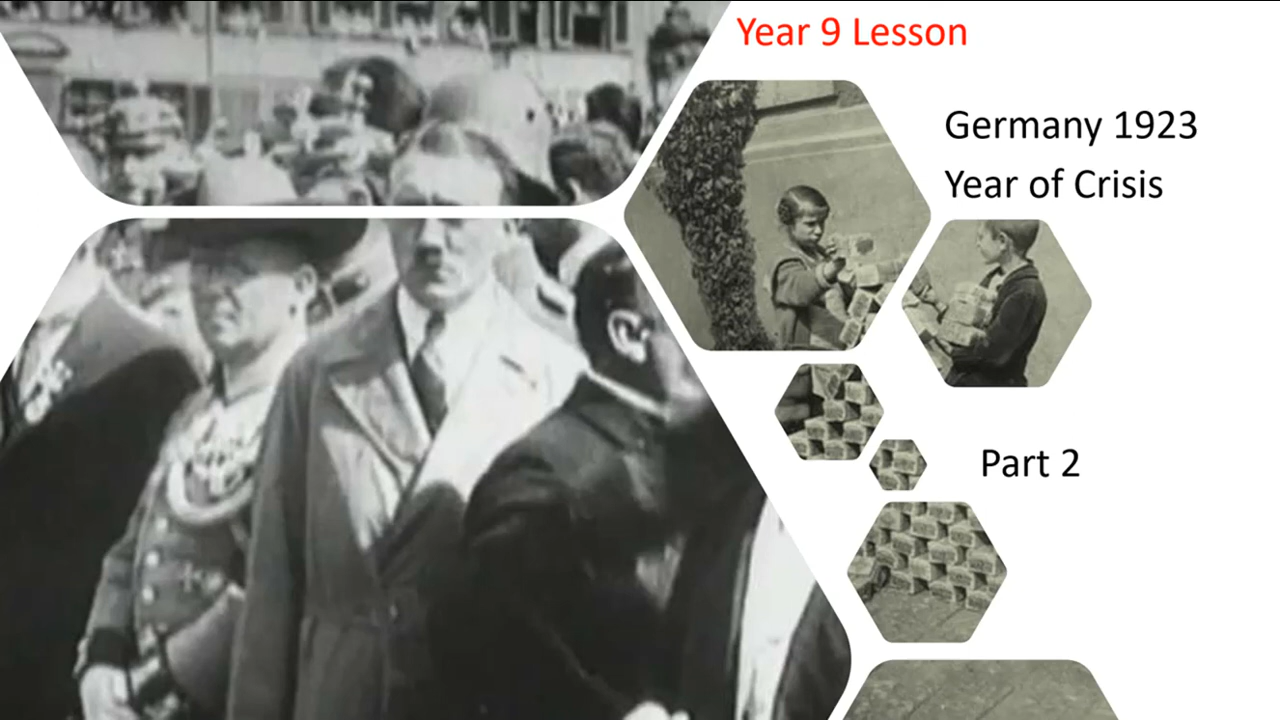 Year 9 Lesson
Germany 1923
Year of Crisis
Part 2